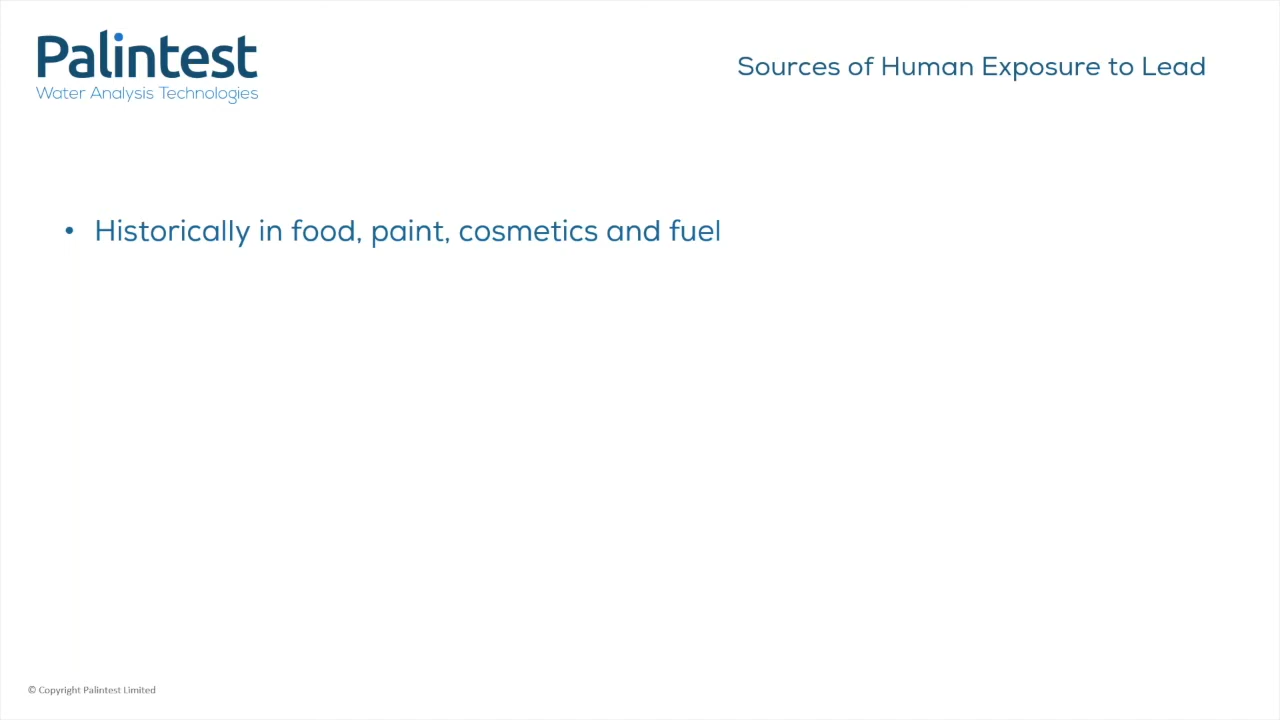 Palintest
Water Analysis Technologies
Sources of Human Exposure to Lead
• Historically in food, paint, cosmetics and fuel
© Copyright Palintest Limited